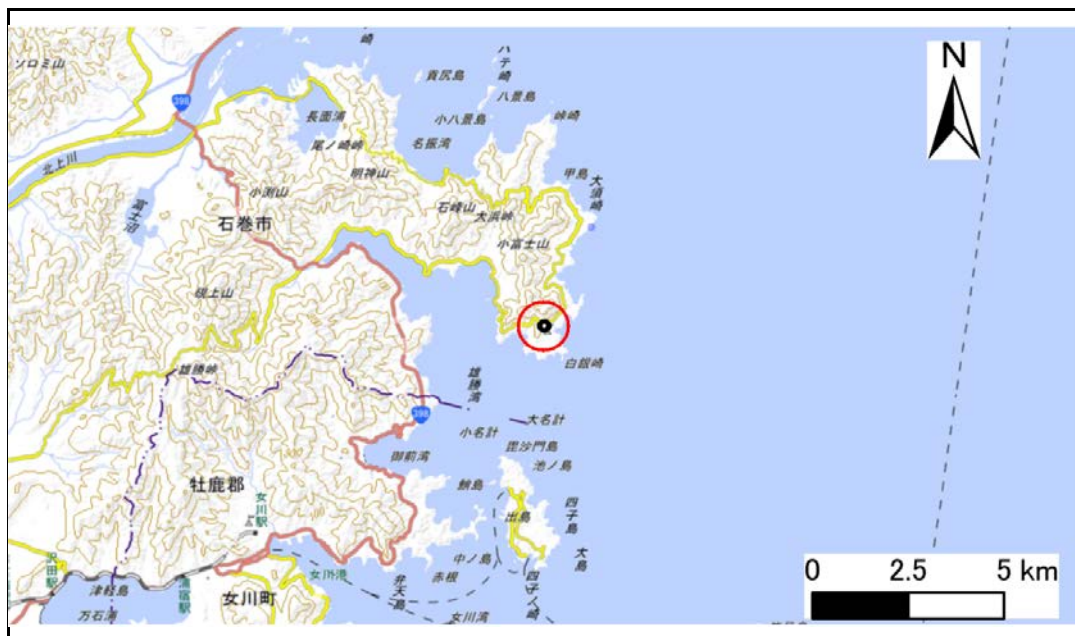 ソロミ山
崎
ハテ崎
貢尻島
八景島
小八景島
峠崎
N
398
長面浦
尾ノ崎峠
名振湾
明神山
北上川
甲島
大須崎
小渕山
富士沼
石巻市
石峰山
大浜峠
小富士山
硯上山
白銀崎
雄勝峠
雄勝湾
398
大名計
小名計
御前湾
毘沙門島
池ノ島
牡鹿郡
女川駅
出島
四子島
大島
沢田駅
津軽島
万石浦
浦宿駅
女川港
女川町
弁天島
中ノ島
赤根
女川湾
四子ノ崎
0 2.5 5 km